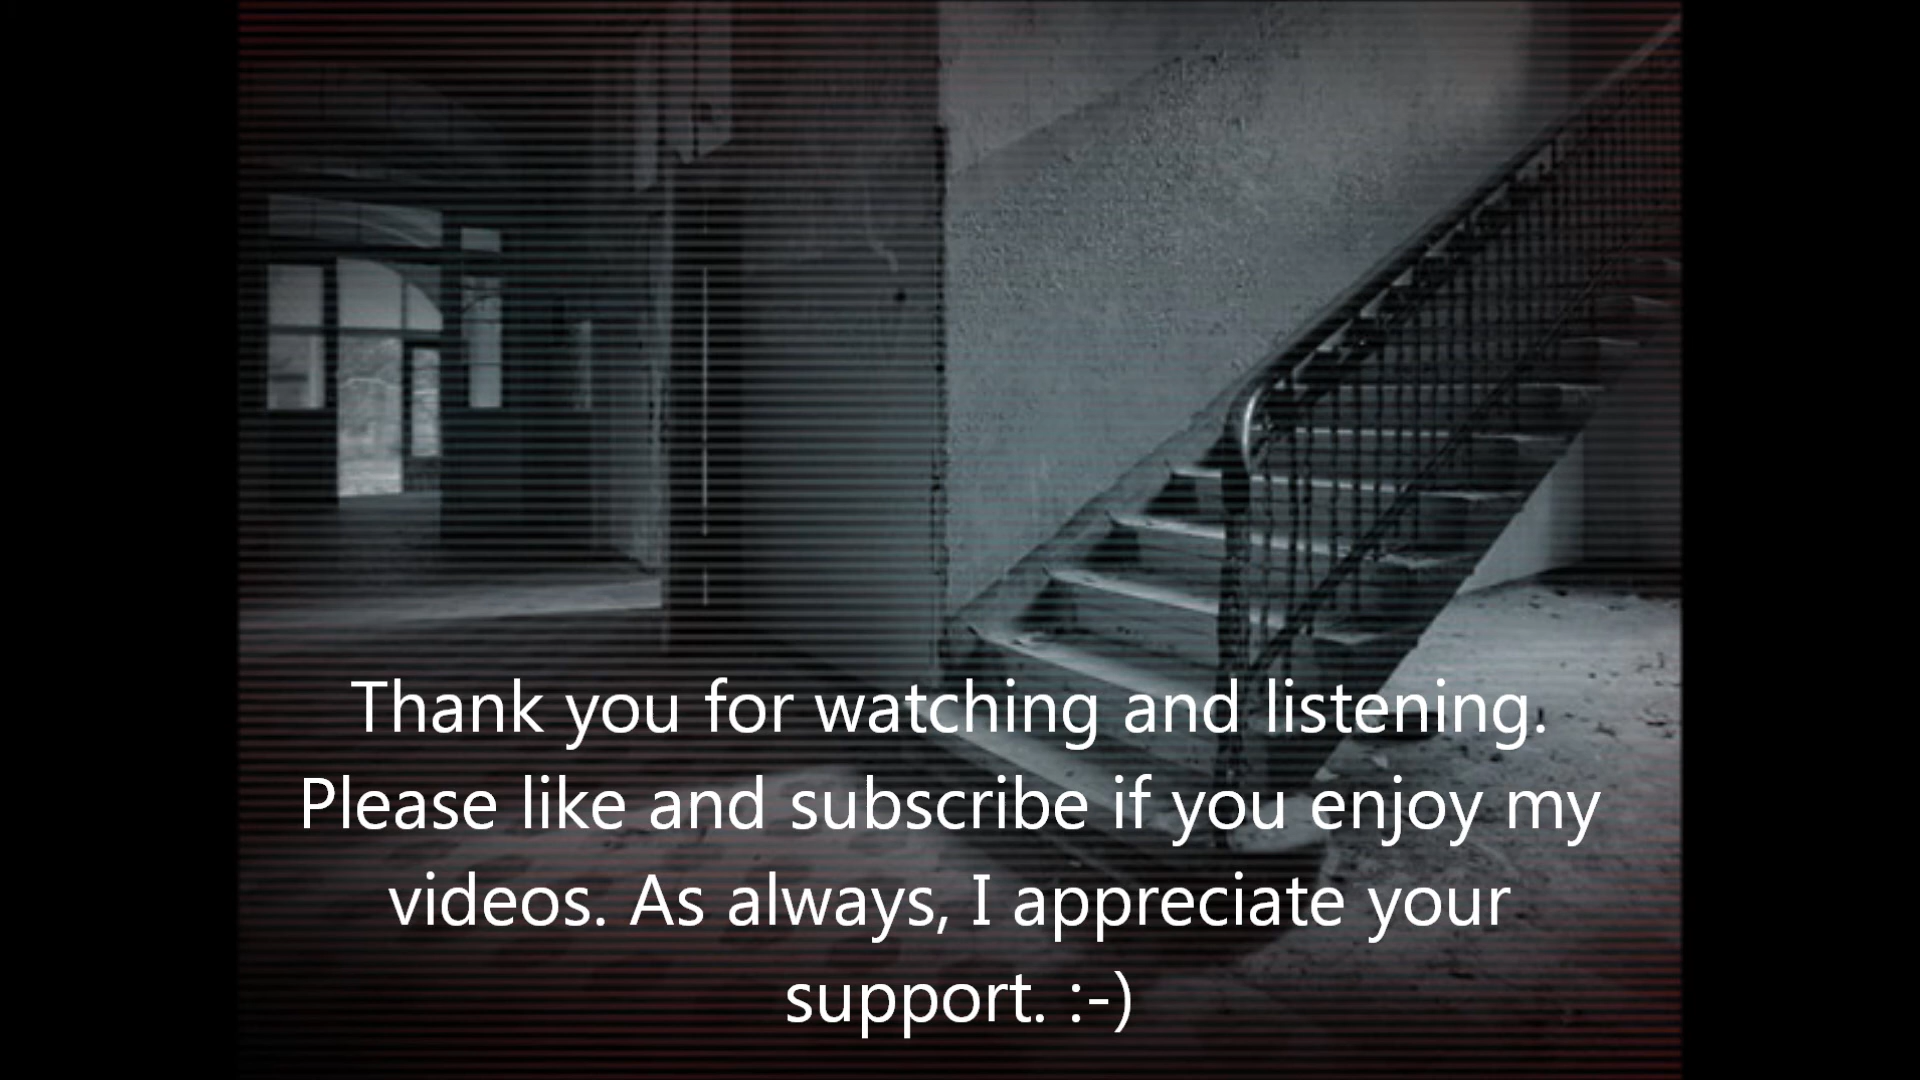 Thank you for watching and listening.
Please like and subscribe if you enjoy my
videos. As always, I appreciate your
support. :-)